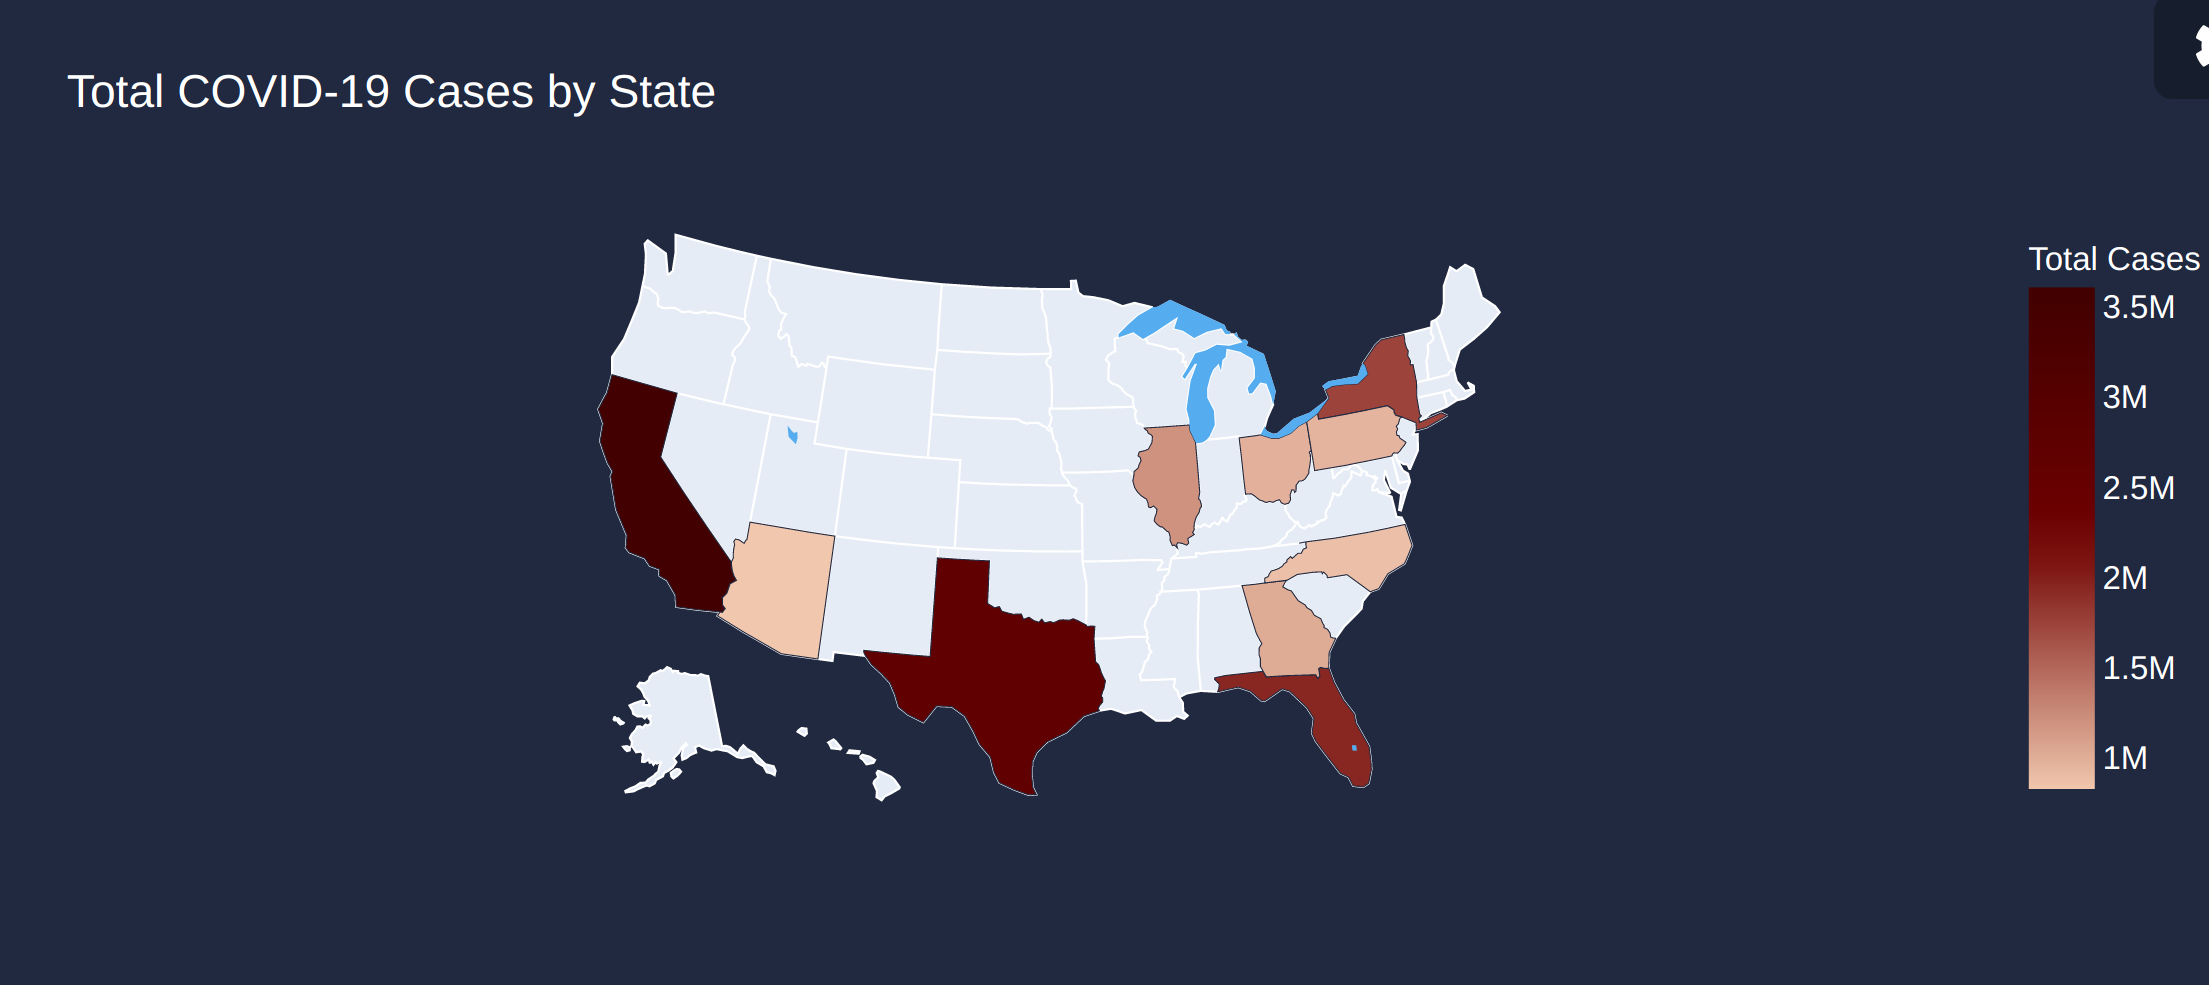 Total COVID-19 Cases by State
Total Cases
3.5M
3M
2.5M
2M
1.5M
1M